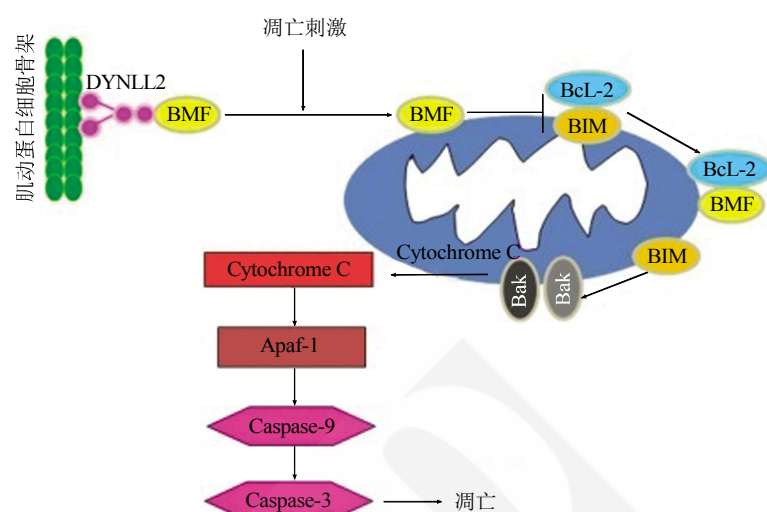 凋亡刺激
肌动蛋白细胞骨架
DYNLL2
BMF
BMF
BcL-2
BIM
BcL-2
BMF
BIM
Bak
Bak
Cytochrome C
Cytochrome C
Apaf-1
Caspase-9
Caspase-3
凋亡